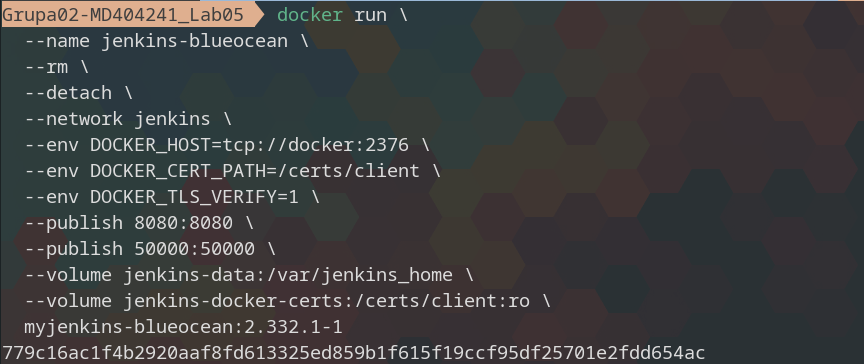 Grupa02-MD404241_Lab05 docker run \
--name jenkins-blueocean \
--rm \
--detach \
--network jenkins \
--env DOCKER_HOST=tcp://docker:2376 \
--env DOCKER_CERT_PATH=/certs/client \
--env DOCKER_TLS_VERIFY=1 \
--publish 8080:8080 \
--publish 50000:50000 \
--volume jenkins-data:/var/jenkins_home \
--volume jenkins-docker-certs:/certs/client:ro \
myjenkins-blueocean:2.332.1-1
779c16ac1f4b2920aaf8fd613325ed859b1f615f19ccf95df25701e2fdd654ac